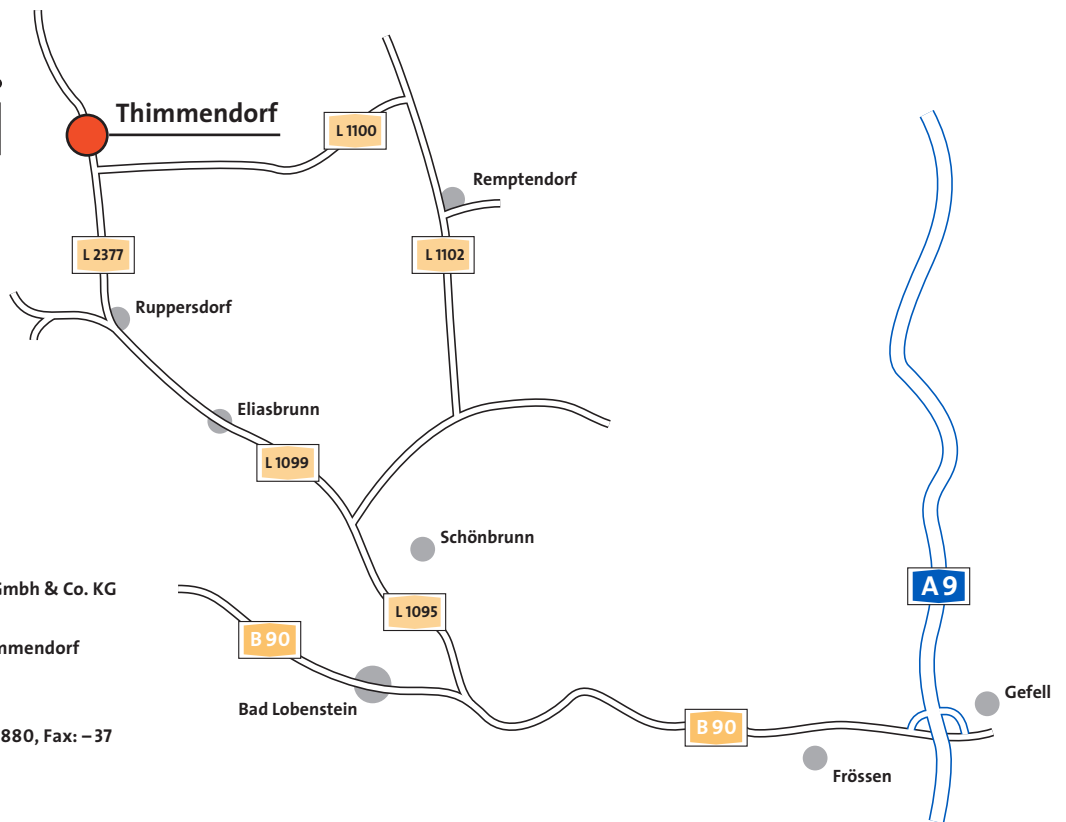 Thimmendorf
L 1100
Remptendorf
L 2377
L 1102
Ruppersdorf
Eliasbrunn
L 1099
Schönbrunn
A 9
Gmbh & Co. KG
L 1095
B 90
mmendorf
Gefell
Bad Lobenstein
B 90
880, Fax: – 37
Frössen